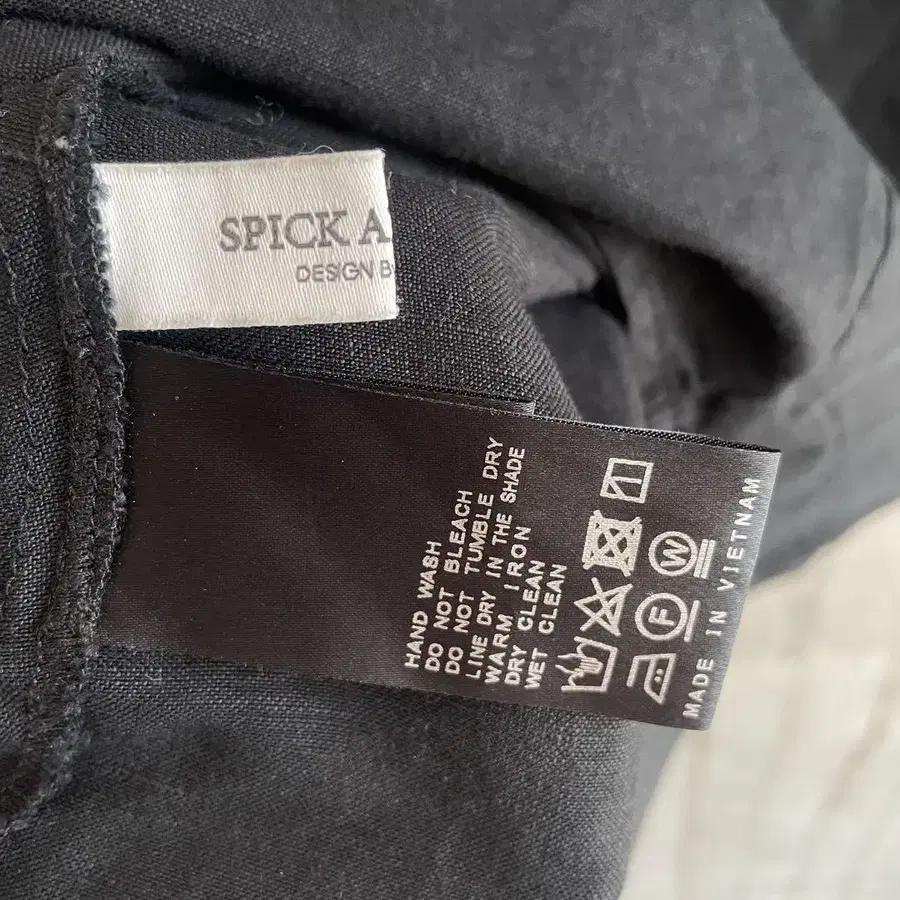 SPICK A
DESIGN B
HAND WASH
DO NOT BLEACH
DO NOT TUMBLE DRY
LINE DRY IN THE SHADE
WARM IRON
DRY CLEAN
WET CLEAN
W
F
MADE IN VIETNAM